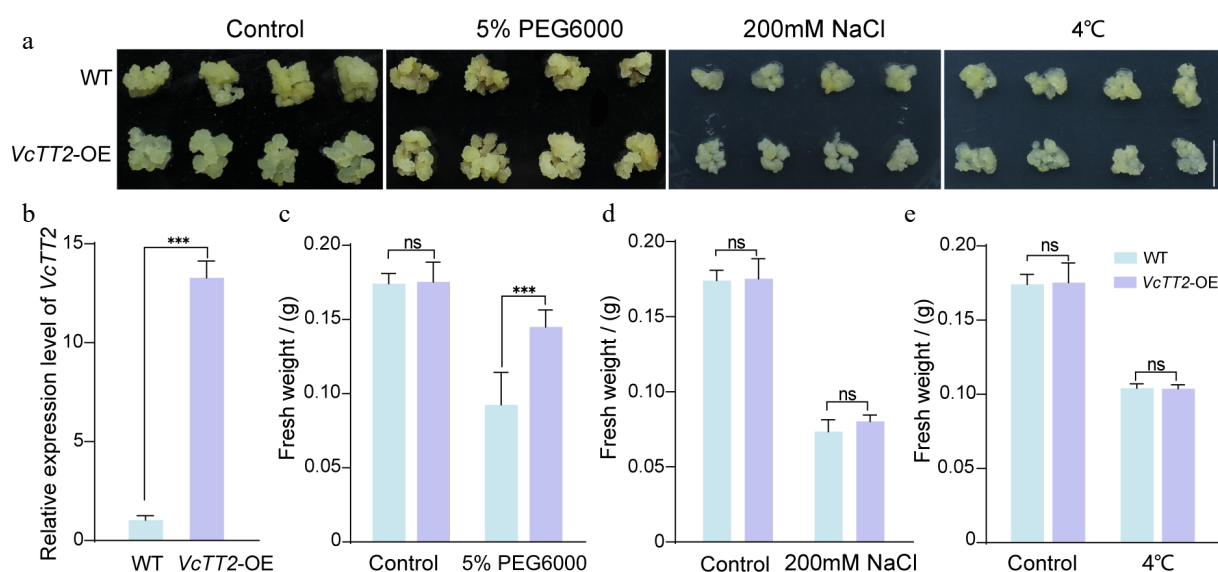 a
Control
5% PEG6000
200mM NaCl
4℃
WT
VcTT2-OE
b
Relative expression level of VcTT2
15
10
5
0
***
WT
VcTT2-OE
c
Fresh weight / (g)
0.20
0.15
0.10
0.05
0
ns
***
Control
5% PEG6000
d
Fresh weight / (g)
0.20
0.15
0.10
0.05
0
ns
ns
Control
200mM NaCl
e
Fresh weight / (g)
0.20
0.15
0.10
0.05
0
ns
ns
Control
4℃
WT
VcTT2-OE